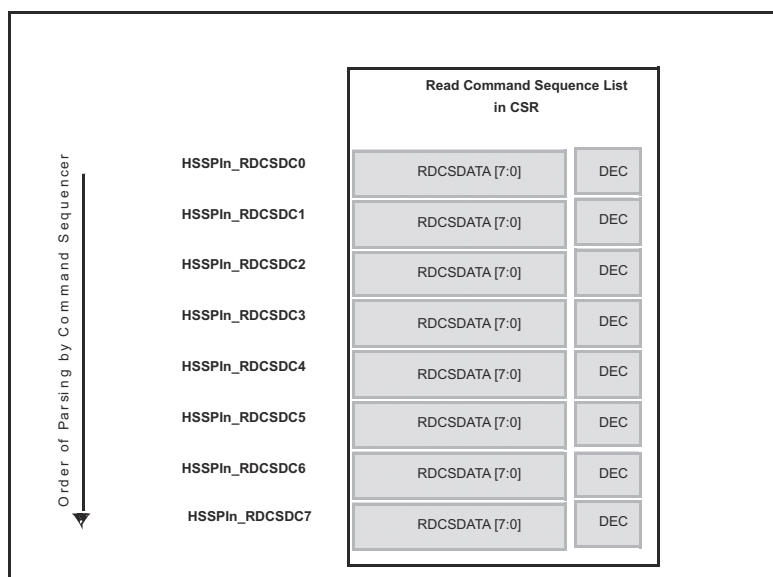 Read Command Sequence List
in CSR
Order of Parsing by Command Sequencer
HSSPIn_RDCSDC0 RDCSDATA [7:0] DEC
HSSPIn_RDCSDC1 RDCSDATA [7:0] DEC
HSSPIn_RDCSDC2 RDCSDATA [7:0] DEC
HSSPIn_RDCSDC3 RDCSDATA [7:0] DEC
HSSPIn_RDCSDC4 RDCSDATA [7:0] DEC
HSSPIn_RDCSDC5 RDCSDATA [7:0] DEC
HSSPIn_RDCSDC6 RDCSDATA [7:0] DEC
HSSPIn_RDCSDC7 RDCSDATA [7:0] DEC